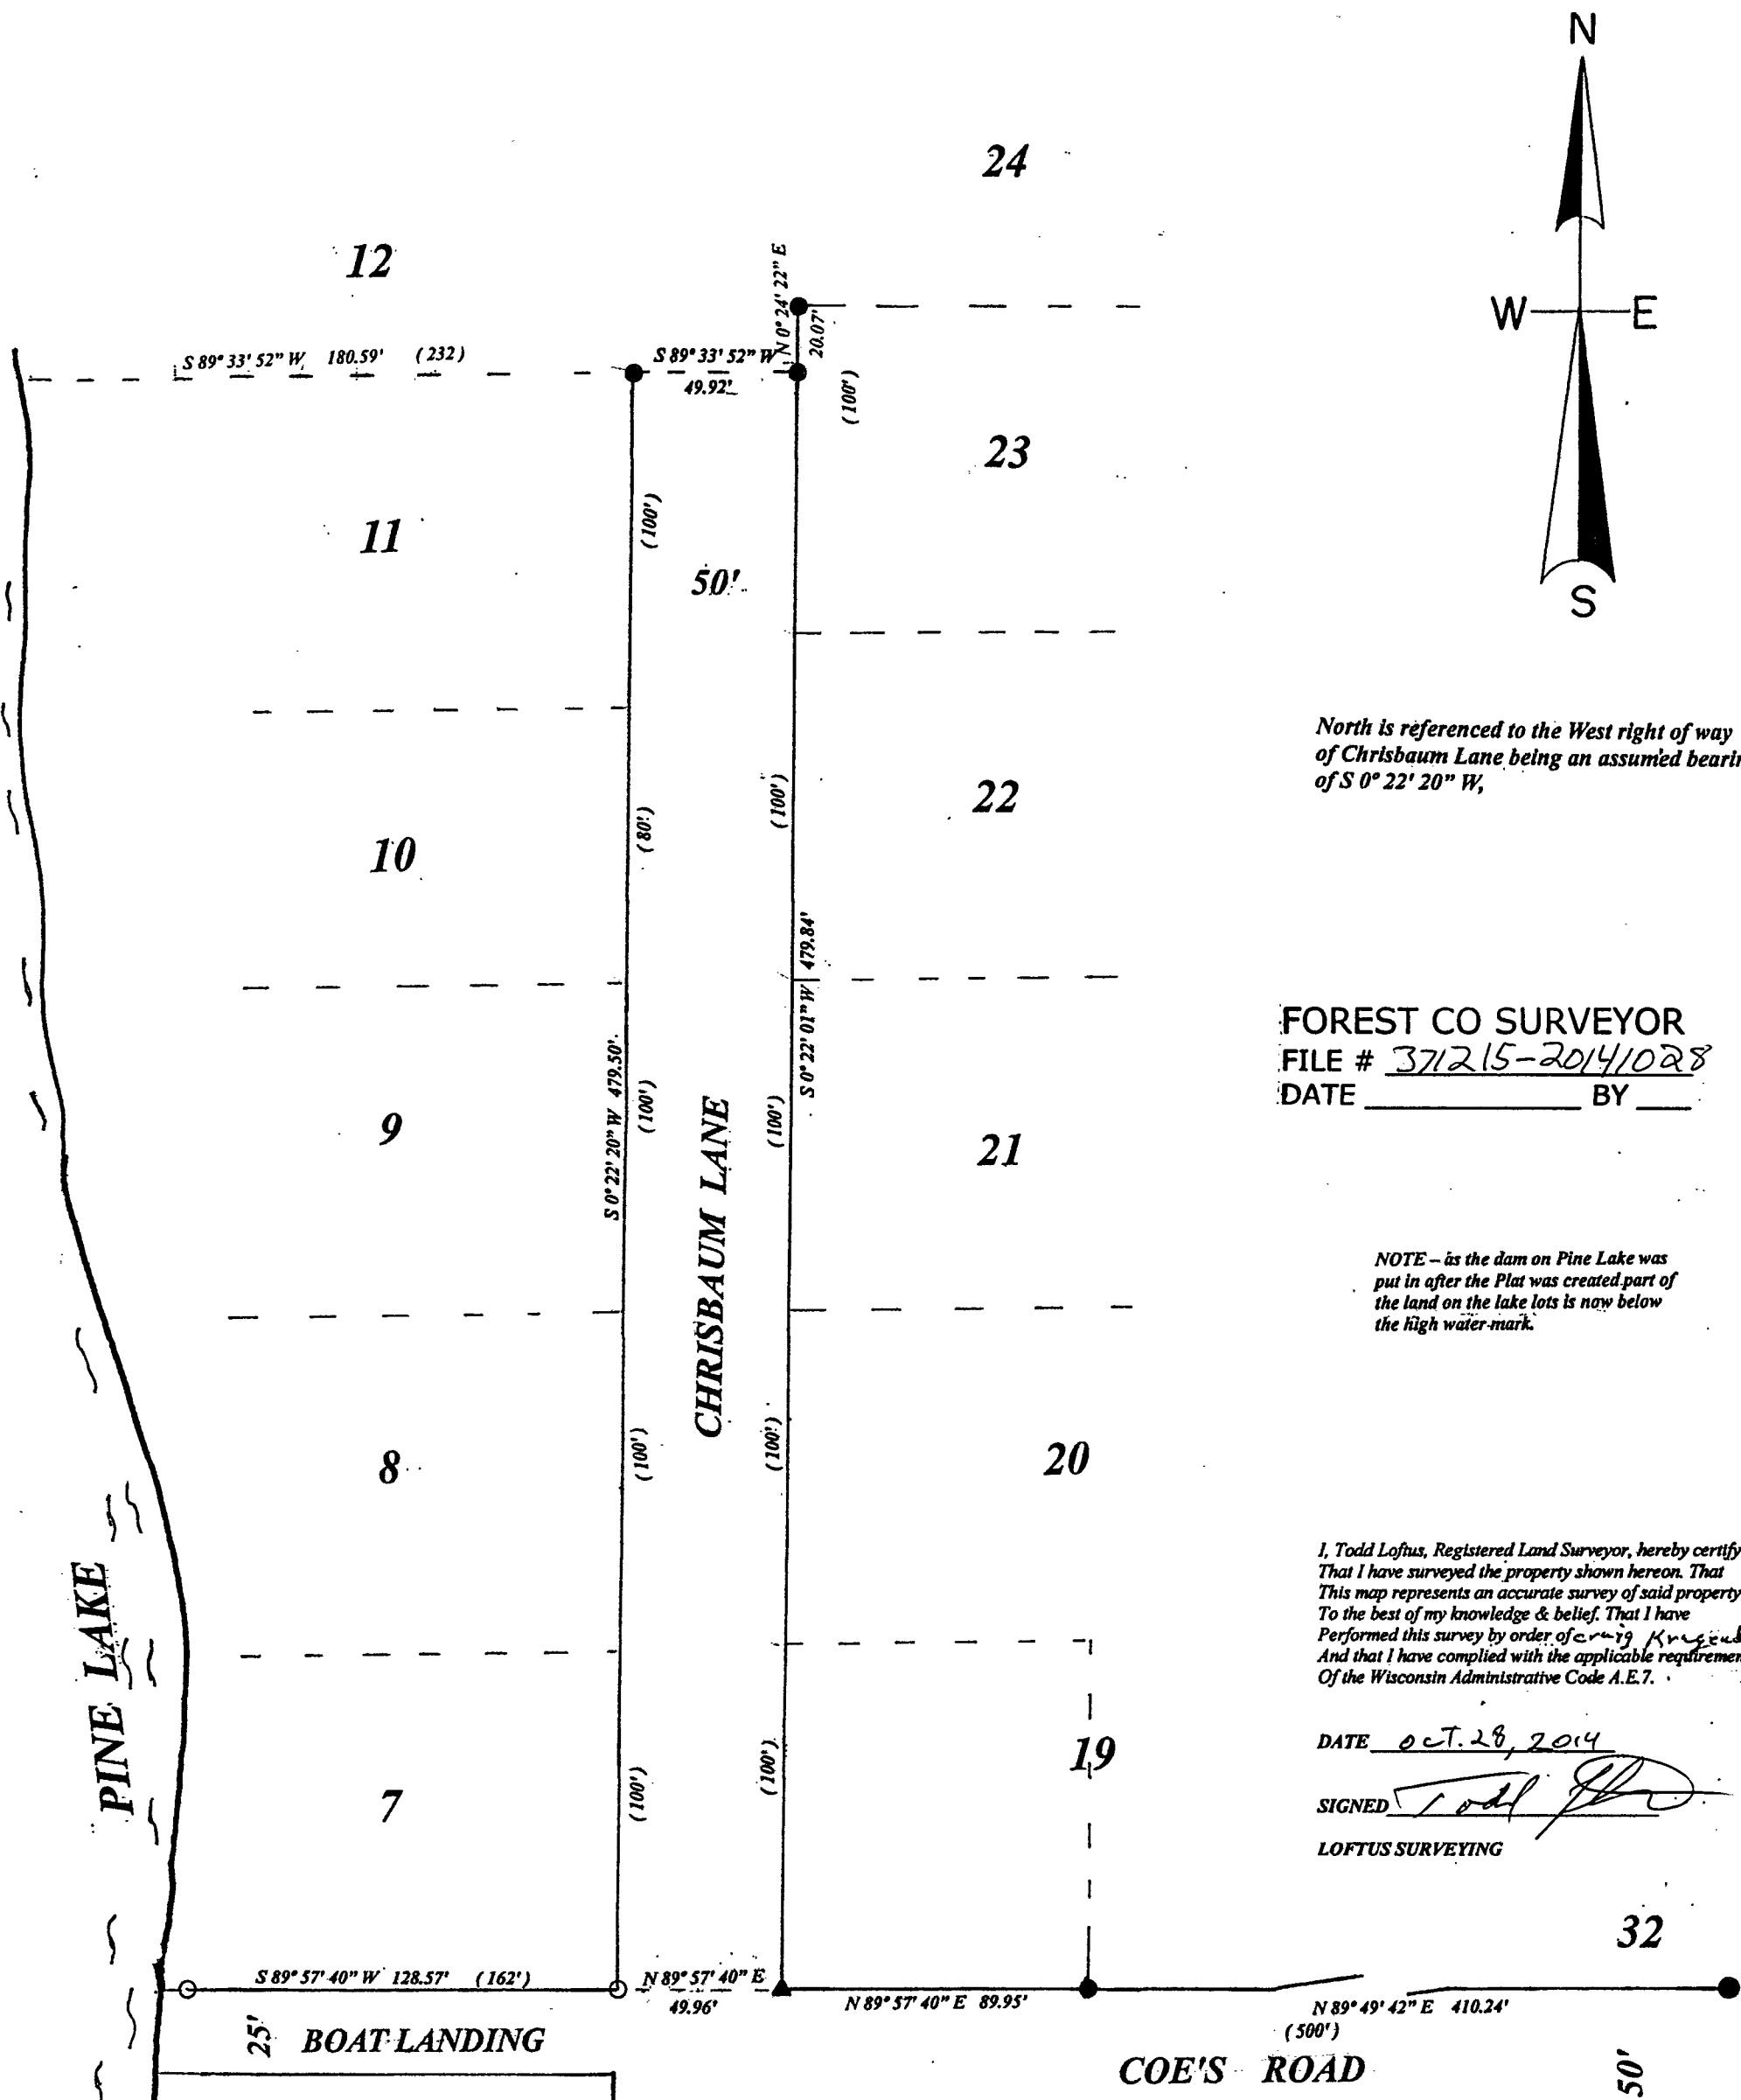 N
24
12
N 0° 24' 22" E
20.07'
W E
S 89° 33' 52" W, 180.59' (232)
S 89° 33' 52" W
49.92'
(100')
23
11
(100')
50'
S
North is referenced to the West right of way
of Chrisbaum Lane being an assumed
of S 0° 22' 20" W,
(100')
22
(80')
10
S 0° 22' 01" W 479.84'
FOREST CO SURVEYOR
FILE # 371215-20141028
DATE BY
S 0° 22' 20" W 479.50'
(100')
(100')
9
21
CHRISBAUM LANE
NOTE – as the dam on Pine Lake was
put in after the Plat was created part of
the land on the lake lots is now below
the high water-mark.
(100')
(100')
8
20
PINE LAKE
I, Todd Loftus, Registered Land Surveyor, hereby certify
That I have surveyed the property shown hereon. That
This map represents an accurate survey of said property
To the best of my knowledge & belief. That I have
Performed this survey by order of craig
And that I have complied with the applicable
Of the Wisconsin Administrative Code A.E.7.
19
DATE OCT. 28, 2014
(100')
(100')
7
SIGNED Todd
LOFTUS SURVEYING
32
S 89° 57' 40" W 128.57' (162')
N 89° 57' 40" E
49.96'
N 89° 57' 40" E 89.95'
N 89° 49' 42" E 410.24'
(500')
25'
BOAT LANDING
COE'S ROAD
50'